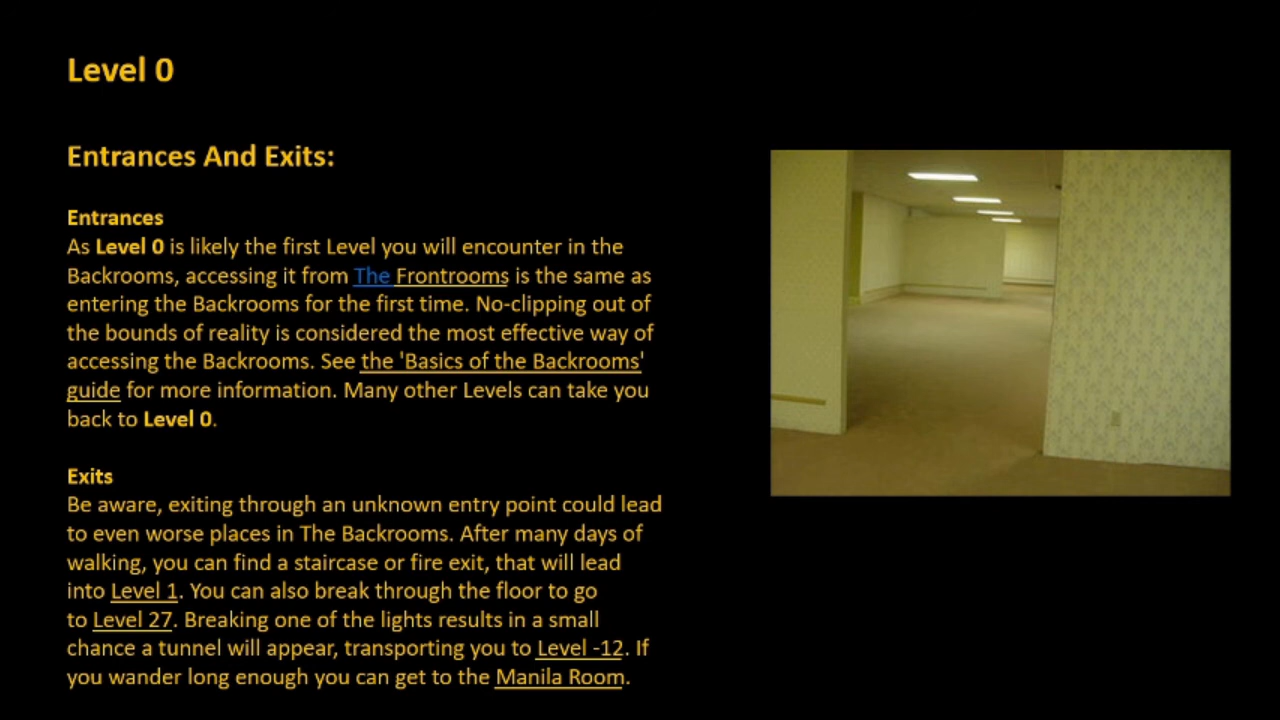 Level 0
Entrances And Exits:
Entrances
As Level 0 is likely the first Level you will encounter in the
Backrooms, accessing it from The Frontrooms is the same as
entering the Backrooms for the first time. No-clipping out of
the bounds of reality is considered the most effective way of
accessing the Backrooms. See the 'Basics of the Backrooms'
guide for more information. Many other Levels can take you
back to Level 0.
Exits
Be aware, exiting through an unknown entry point could lead
to even worse places in The Backrooms. After many days of
walking, you can find a staircase or fire exit, that will lead
into Level 1. You can also break through the floor to go
to Level 27. Breaking one of the lights results in a small
chance a tunnel will appear, transporting you to Level -12. If
you wander long enough you can get to the Manila Room.